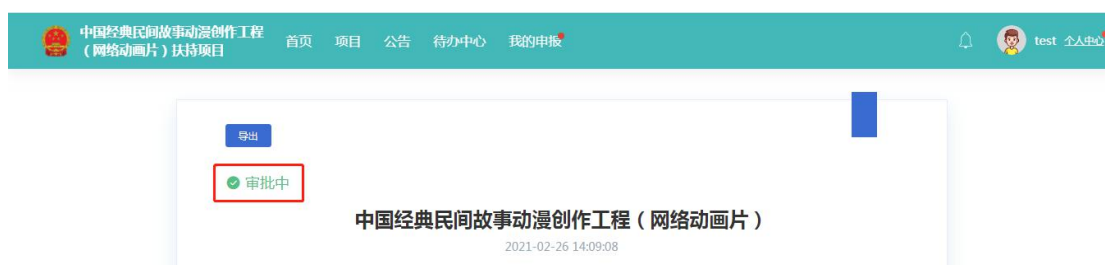 中国经典民间故事动漫创作工程
（网络动画片）扶持项目
首页 项目 公告 待办中心 我的申报
test 个人中心
导出
审批中
中国经典民间故事动漫创作工程（网络动画片）
2021-02-26 14:09:08